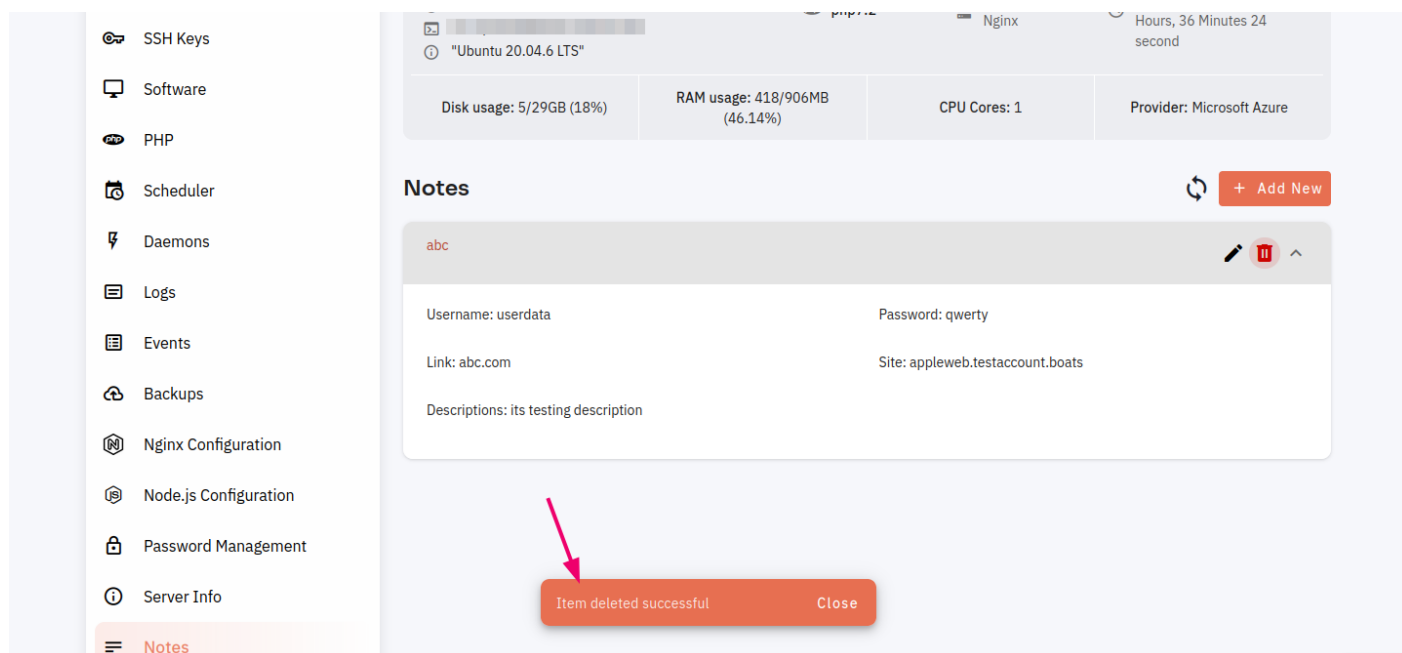 SSH Keys
Software
PHP
Scheduler
Daemons
Logs
Events
Backups
Nginx Configuration
Node.js Configuration
Password Management
Server Info
Notes
"Ubuntu 20.04.6 LTS"
php7.2
Nginx
Hours, 36 Minutes 24
second
Disk usage: 5/29GB (18%)
RAM usage: 418/906MB
(46.14%)
CPU Cores: 1
Provider: Microsoft Azure
Notes
+ Add New
abc
Username: userdata
Password: qwerty
Link: abc.com
Site: appleweb.testaccount.boats
Descriptions: its testing description
Item deleted successful
Close